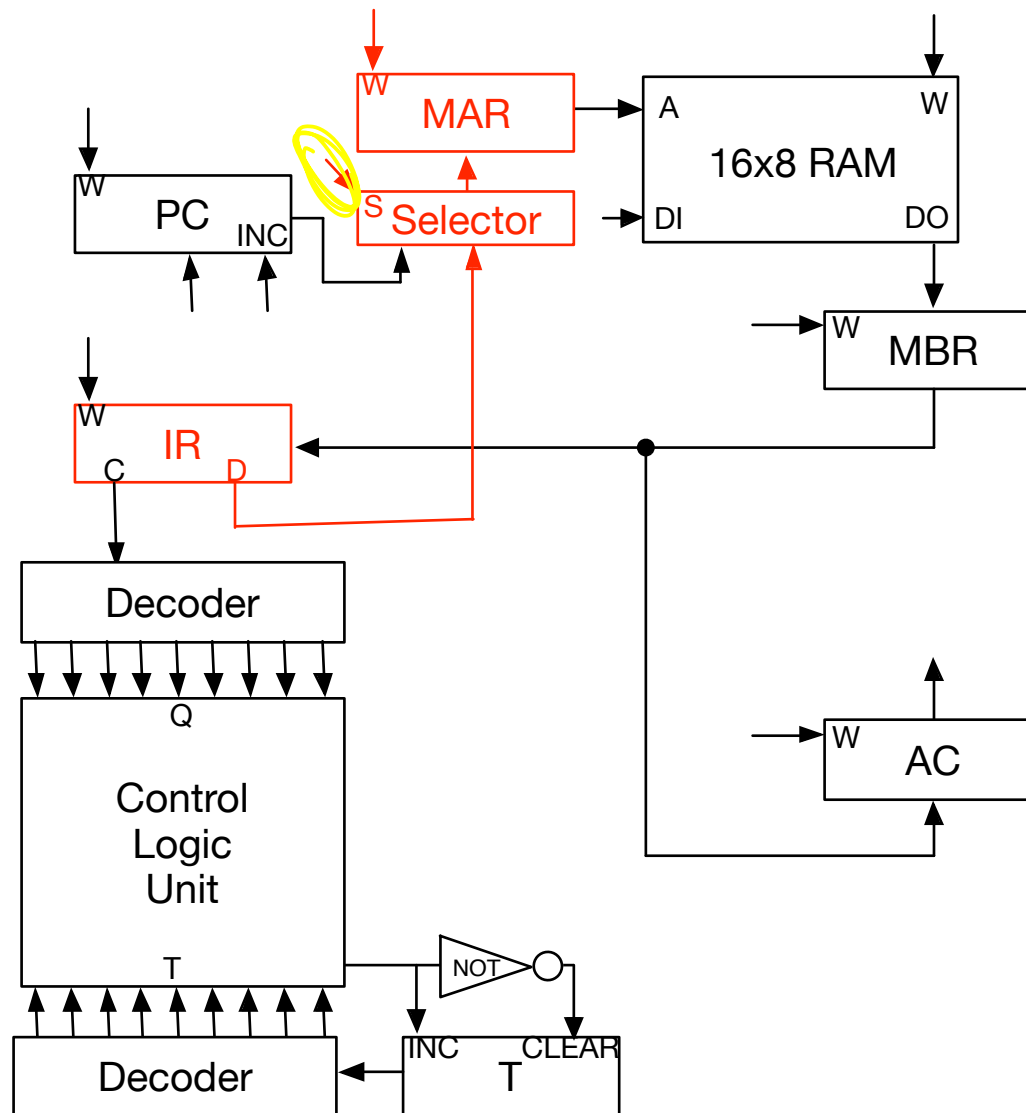 W
MAR
W
A
W
16x8 RAM
PC
S
Selector
INC
DI
DO
W
MBR
W
IR
C
D
Decoder
Q
W
AC
Control
Logic
Unit
T
NOT
INC
CLEAR
T
Decoder